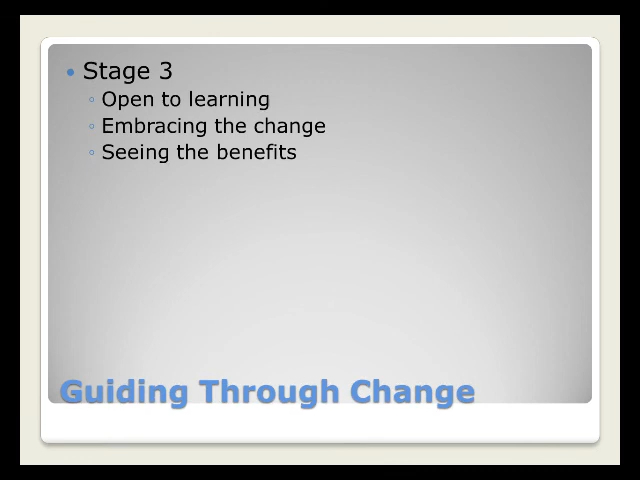 Stage 3
Open to learning
Embracing the change
Seeing the benefits
Guiding Through Change